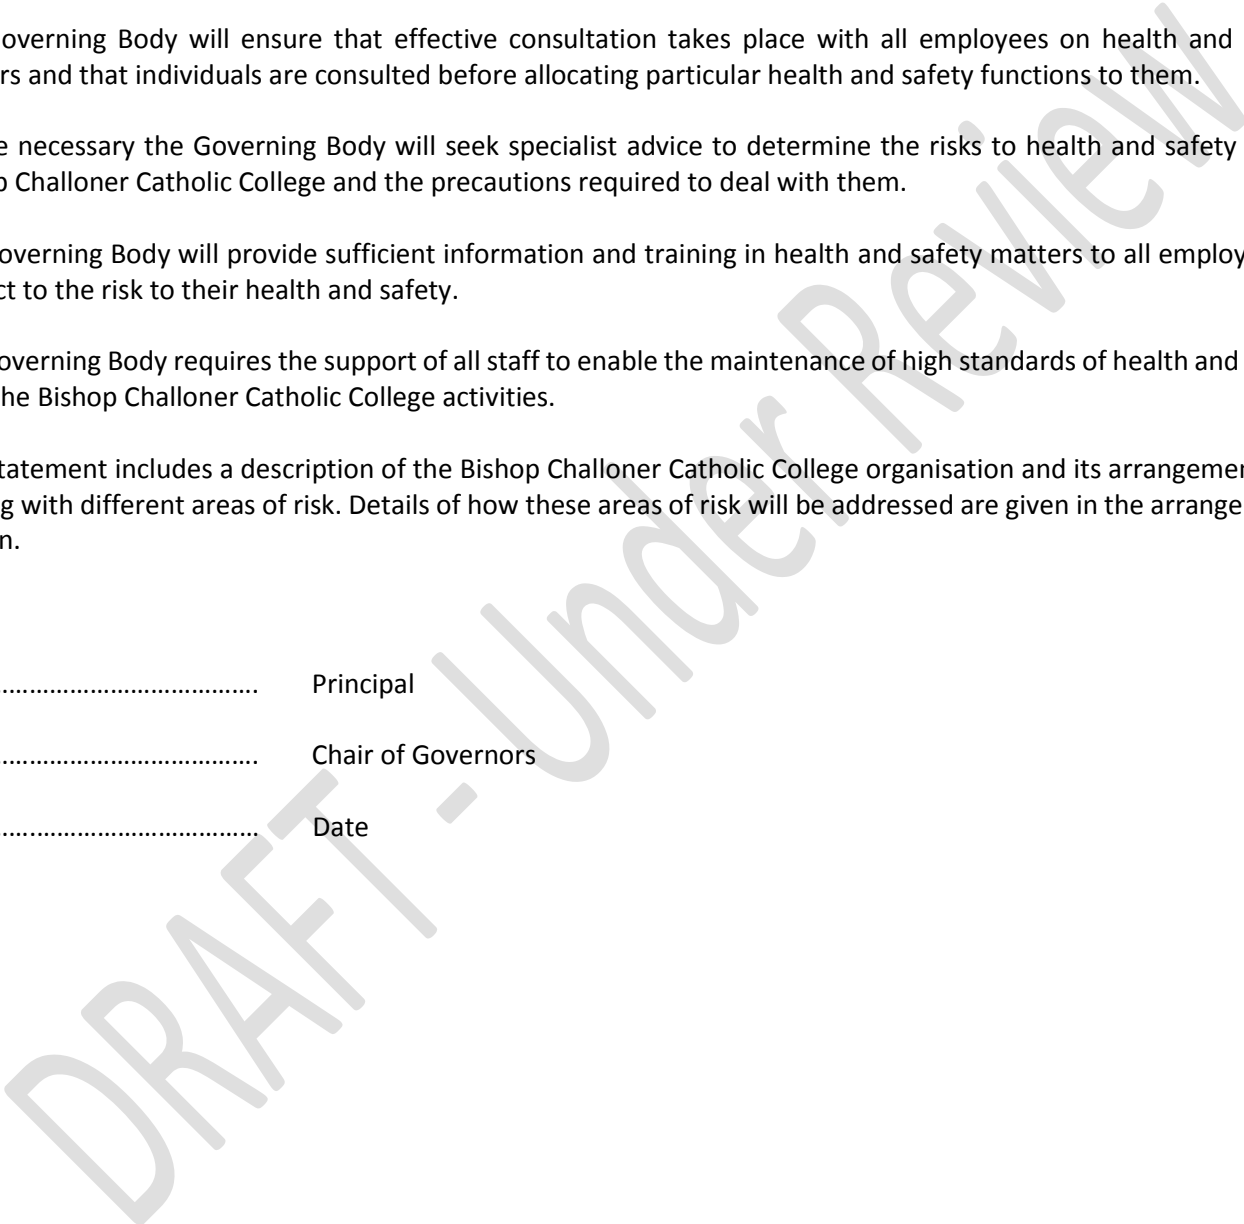 overning Body will ensure that effective consultation takes place with all employees on health and
rs and that individuals are consulted before allocating particular health and safety functions to them.
e necessary the Governing Body will seek specialist advice to determine the risks to health and safety
p Challoner Catholic College and the precautions required to deal with them.
overning Body will provide sufficient information and training in health and safety matters to all employ
ct to the risk to their health and safety.
overning Body requires the support of all staff to enable the maintenance of high standards of health and
he Bishop Challoner Catholic College activities.
tatement includes a description of the Bishop Challoner Catholic College organisation and its arrangemen
g with different areas of risk. Details of how these areas of risk will be addressed are given in the arrange
n.
…………………………………. Principal
…………………………………. Chair of Governors
…….…………………………… Date
DRAFT - Under Review